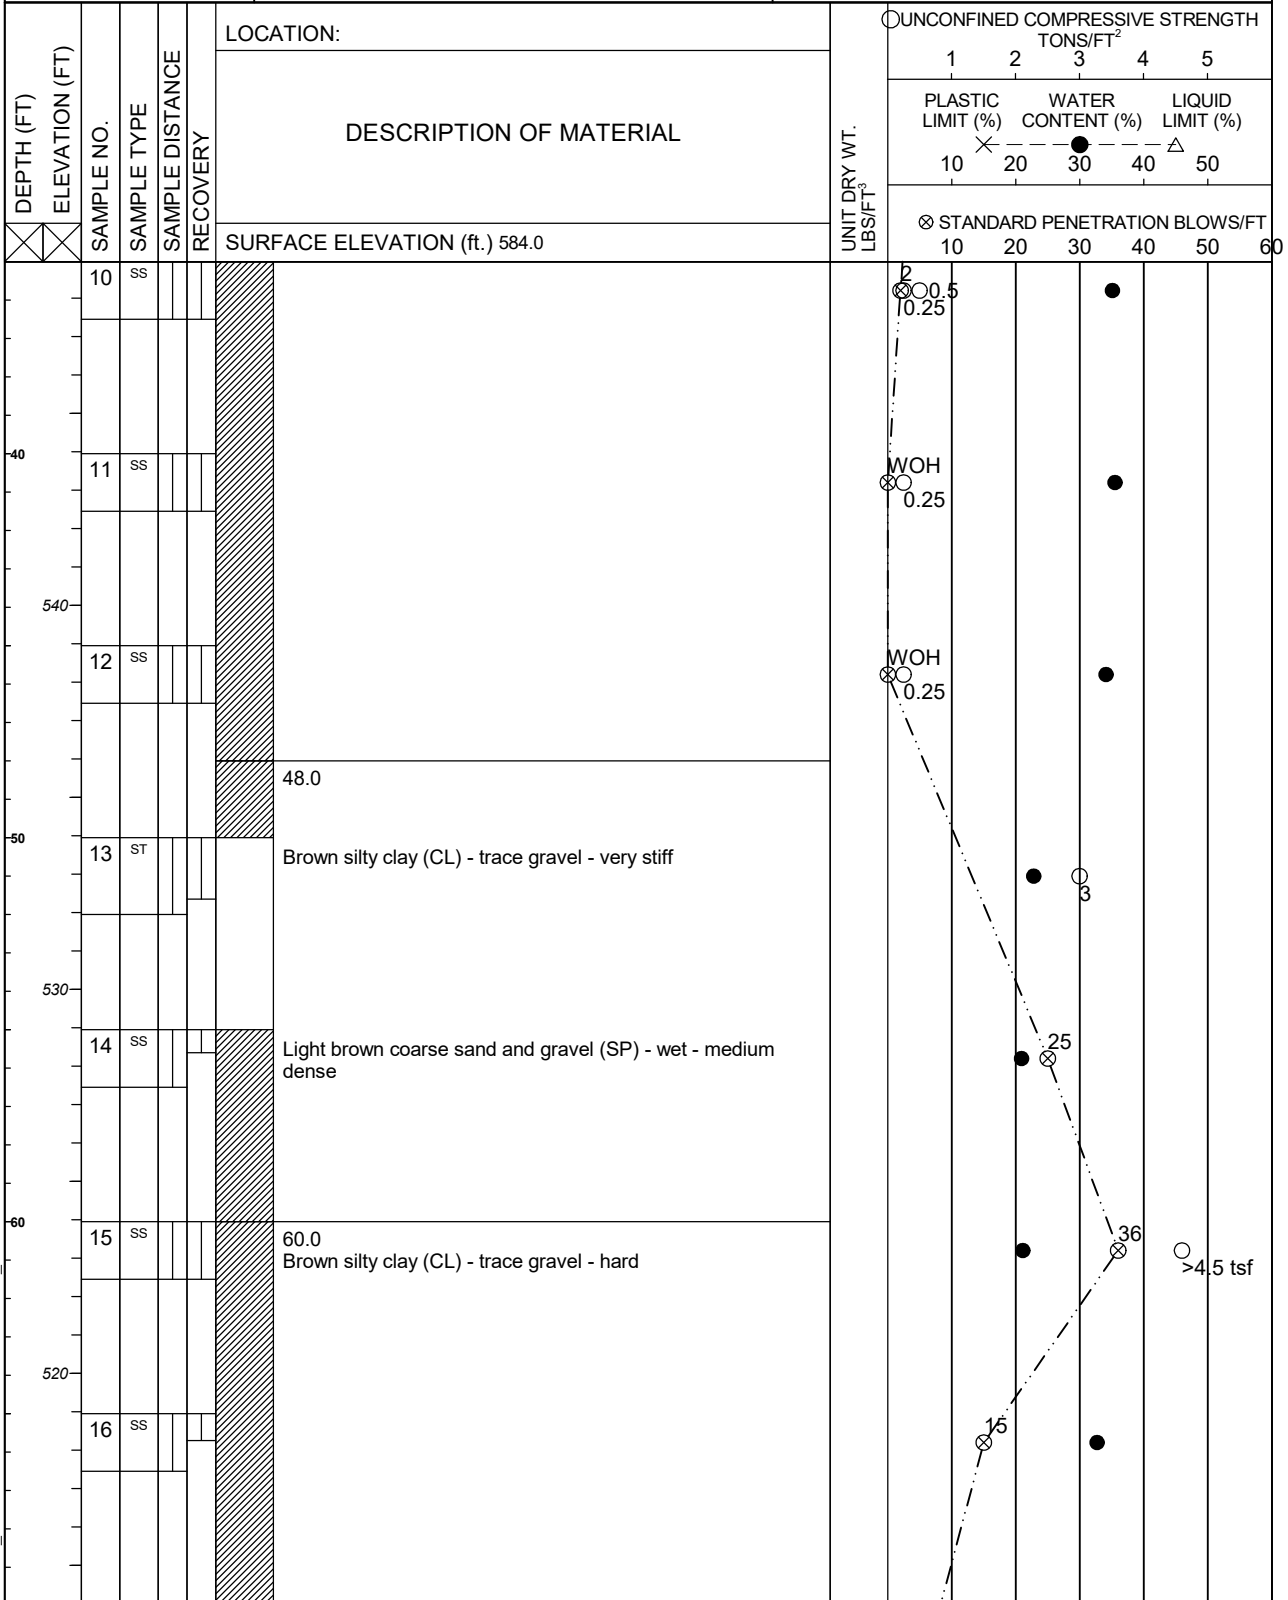 DEPTH (FT)
ELEVATION (FT)
SAMPLE NO.
SAMPLE TYPE
SAMPLE DISTANCE
RECOVERY
LOCATION:
DESCRIPTION OF MATERIAL
SURFACE ELEVATION (ft.) 584.0
UNIT DRY WT.
LBS/FT³
UNCONFINED COMPRESSIVE STRENGTH
TONS/FT²
1 2 3 4 5
PLASTIC WATER LIQUID
LIMIT (%) CONTENT (%) LIMIT (%)
10 20 30 40 50
STANDARD PENETRATION BLOWS/FT
10 20 30 40 50 60
10 SS
2
0.5
0.25
40
11 SS
WOH
0.25
540
12 SS
WOH
0.25
48.0
50
13 ST
Brown silty clay (CL) - trace gravel - very stiff
3
530
14 SS
25
Light brown coarse sand and gravel (SP) - wet - medium
dense
60
15 SS
36
60.0
Brown silty clay (CL) - trace gravel - hard
>4.5 tsf
520
16 SS
15